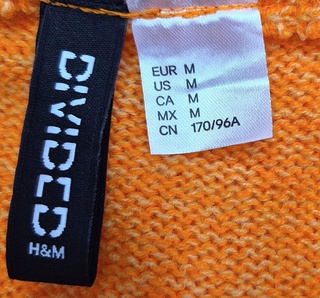 DIVIDED
H&M
EUR M
US M
CA M
MX M
CN 170/96A